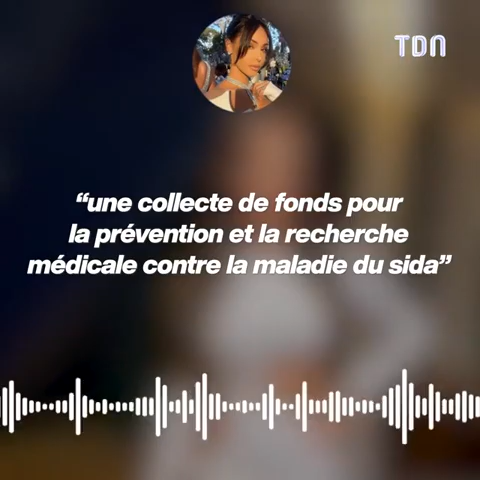 TDN
“une collecte de fonds pour
la prévention et la recherche
médicale contre la maladie du sida”